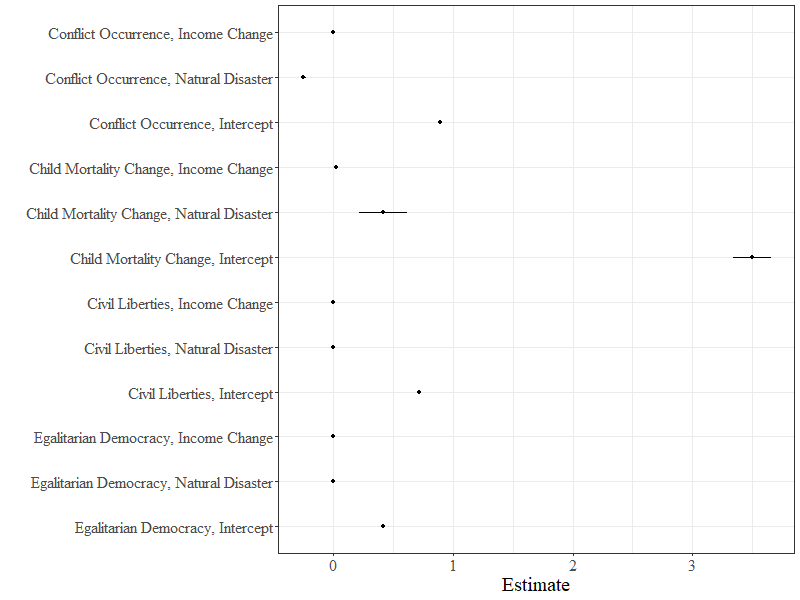 Conflict Occurrence, Income Change
Conflict Occurrence, Natural Disaster
Conflict Occurrence, Intercept
Child Mortality Change, Income Change
Child Mortality Change, Natural Disaster
Child Mortality Change, Intercept
Civil Liberties, Income Change
Civil Liberties, Natural Disaster
Civil Liberties, Intercept
Egalitarian Democracy, Income Change
Egalitarian Democracy, Natural Disaster
Egalitarian Democracy, Intercept
0 1 2 3
Estimate